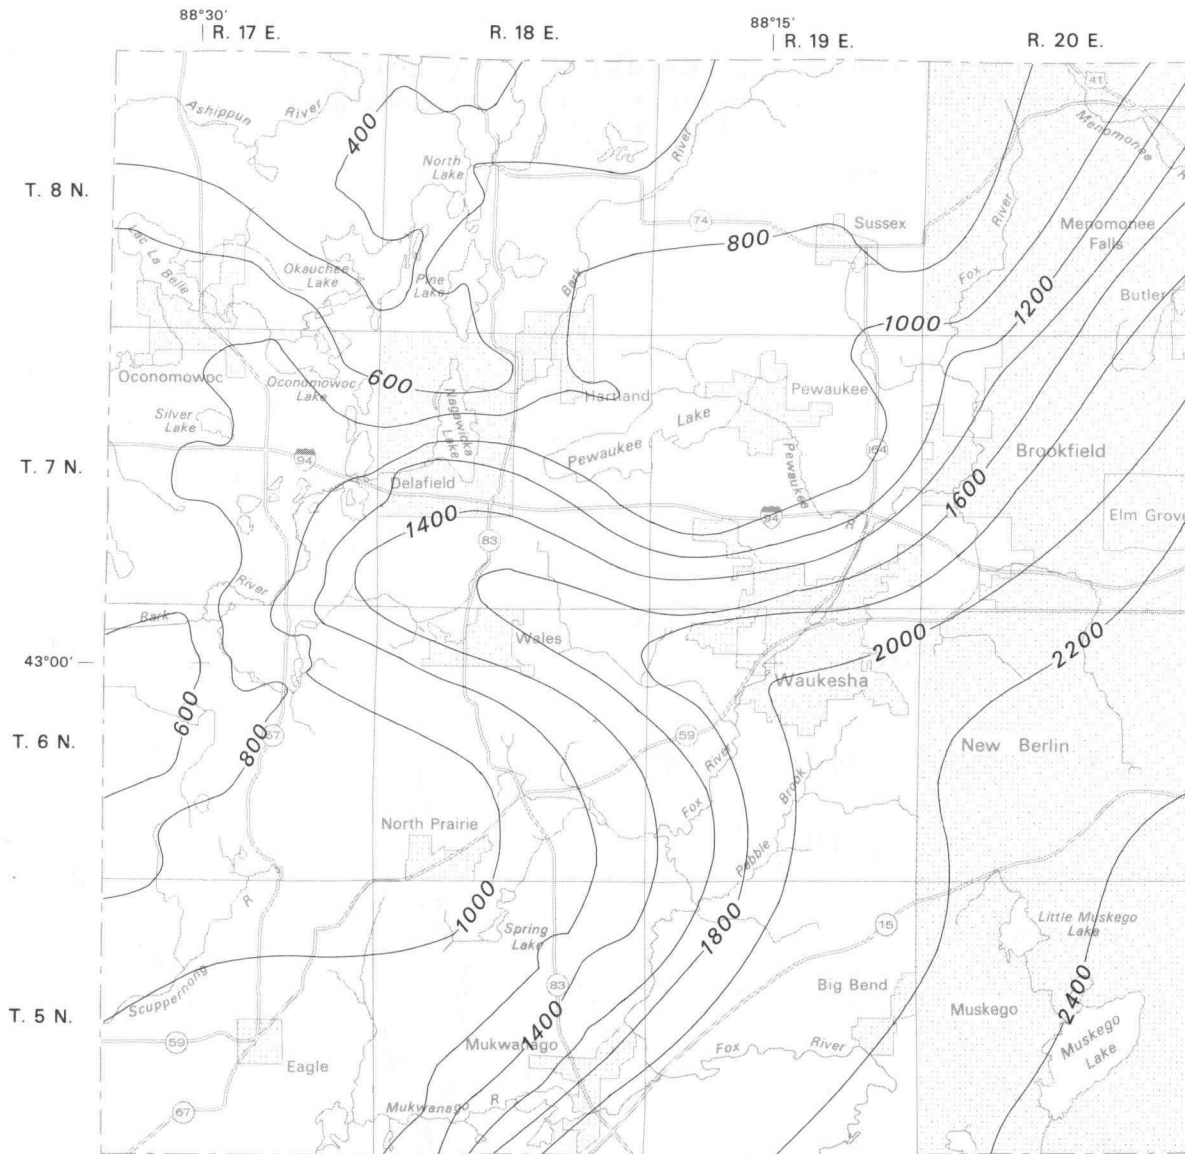 88°30'
88°15'
R. 17 E.
R. 18 E.
R. 19 E.
R. 20 E.
41
Ashippun
River
400
River
Menomonee
North
Lake
T. 8 N.
River
R
74
Sussex
Menomonee
Falls
800
Lac La Belle
Okauchee
Lake
Pine
Lake
Bark
Fox
1200
Butler
1000
Oconomowoc
Oconomowoc
Lake
600
Nagawicka
Lake
Hartland
Pewaukee
Silver
Lake
Pewaukee
Lake
T. 7 N.
94
164
Brookfield
Delafield
Pewaukee
1600
1400
94
R
Elm Grove
83
River
Bark
Wales
2000
2200
43°00'
Waukesha
600
T. 6 N.
800
67
59
River
New Berlin
Fox
Brook
North Prairie
Pebble
1000
Spring
Lake
1800
15
Little Muskego
Lake
R
Scuppernong
83
Big Bend
Muskego
2400
T. 5 N.
59
1400
Mukwanago
Fox
River
Muskego
Lake
Eagle
67
Mukwanago
R